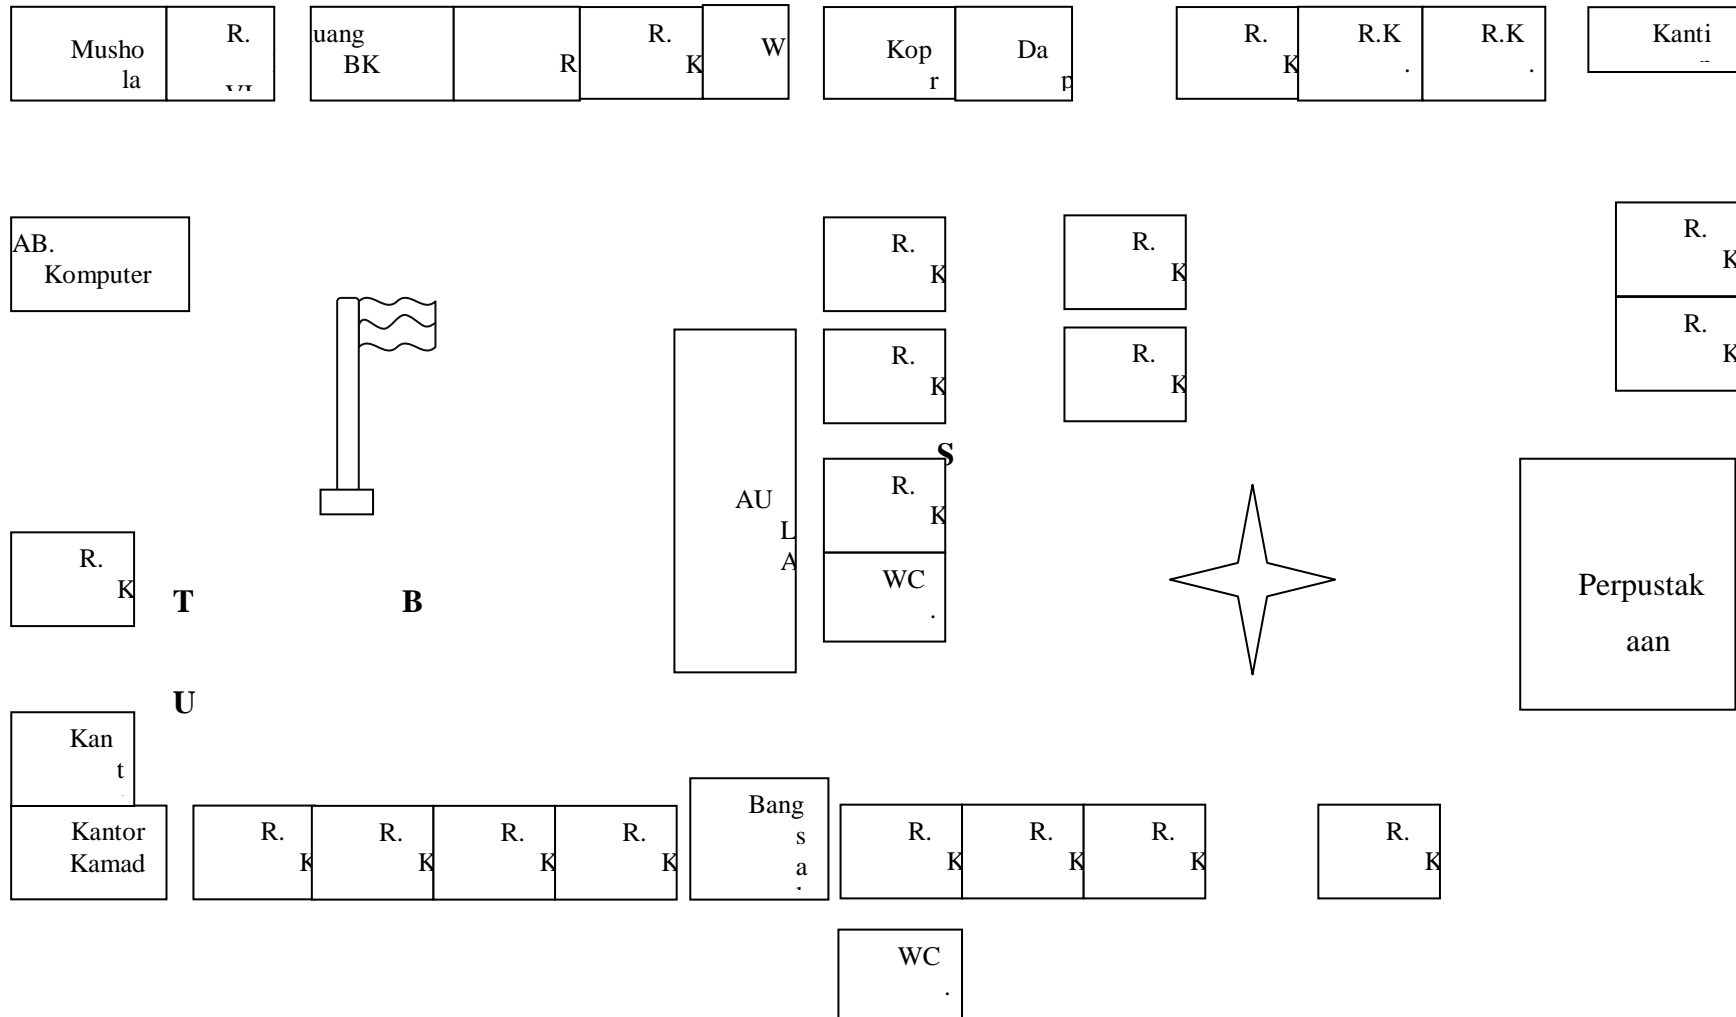 Musho
la
R.
uang
BK
R
R.
K
W
Kop
r
Da
p
R.
K
R.K
.
R.K
.
Kanti
AB.
Komputer
R.
K
R.
K
R.
K
R.
K
R.
K
R.
K
S
AU
L
A
R.
K
WC
.
R.
K
T
B
Perpustak
aan
U
Kan
t
Kantor
Kamad
R.
K
R.
K
R.
K
R.
K
Bang
s
a
R.
K
R.
K
R.
K
R.
K
WC
.